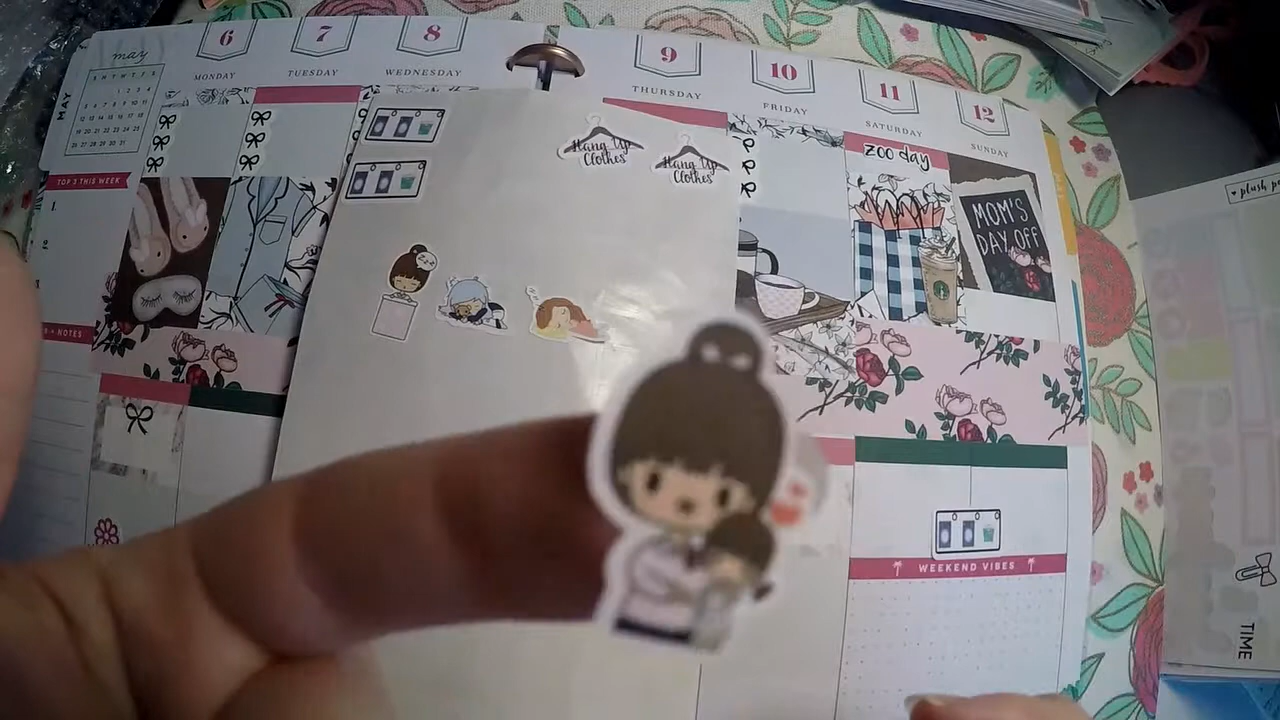 may
MAY
6
7
8
9
10
11
12
MONDAY
TUESDAY
WEDNESDAY
THURSDAY
FRIDAY
SATURDAY
SUNDAY
TOP 3 THIS WEEK
1
2
Hang Up
Clothes
Hang Up
Clothes
zoo day
MOM'S
DAY OFF
+ NOTES
WEEKEND VIBES
plush p
TIME